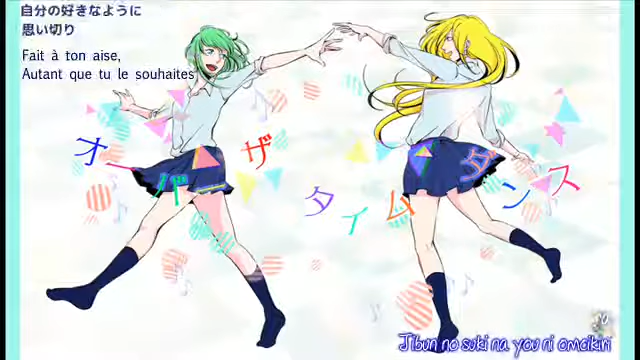 自分の好きなように
思い切り
Fait à ton aise,
Autant que tu le souhaites
オーバーザタイムダンス
Jibun no suki na you ni omoikiri